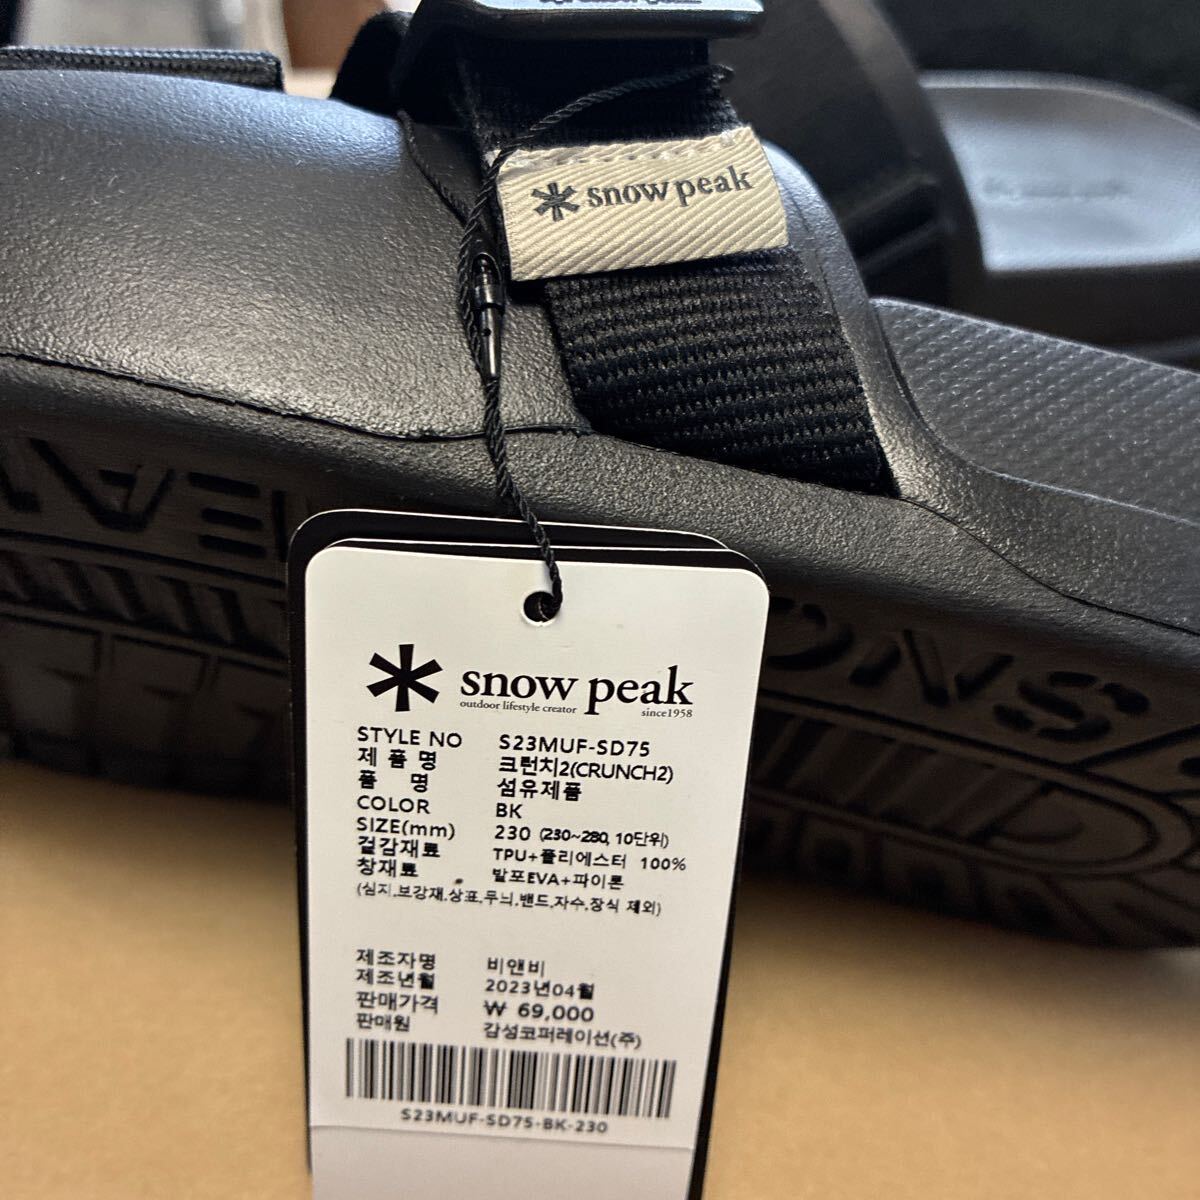 snow peak
snow peak
outdoor lifestyle creator
since1958
STYLE NO S23MUF-SD75
제 품 명 크런치2(CRUNCH2)
품 명 섬유제품
COLOR BK
SIZE(mm) 230 (230~280, 10단위)
겉감재료 TPU+폴리에스터 100%
창재료 발포EVA+파이론
(심지,보강재,상표,무늬,밴드,자수,장식 제외)
제조자명 비앤비
제조년월 2023년04월
판매가격 ₩ 69,000
판매원 감성코퍼레이션(주)
S23MUF-SD75-BK-230